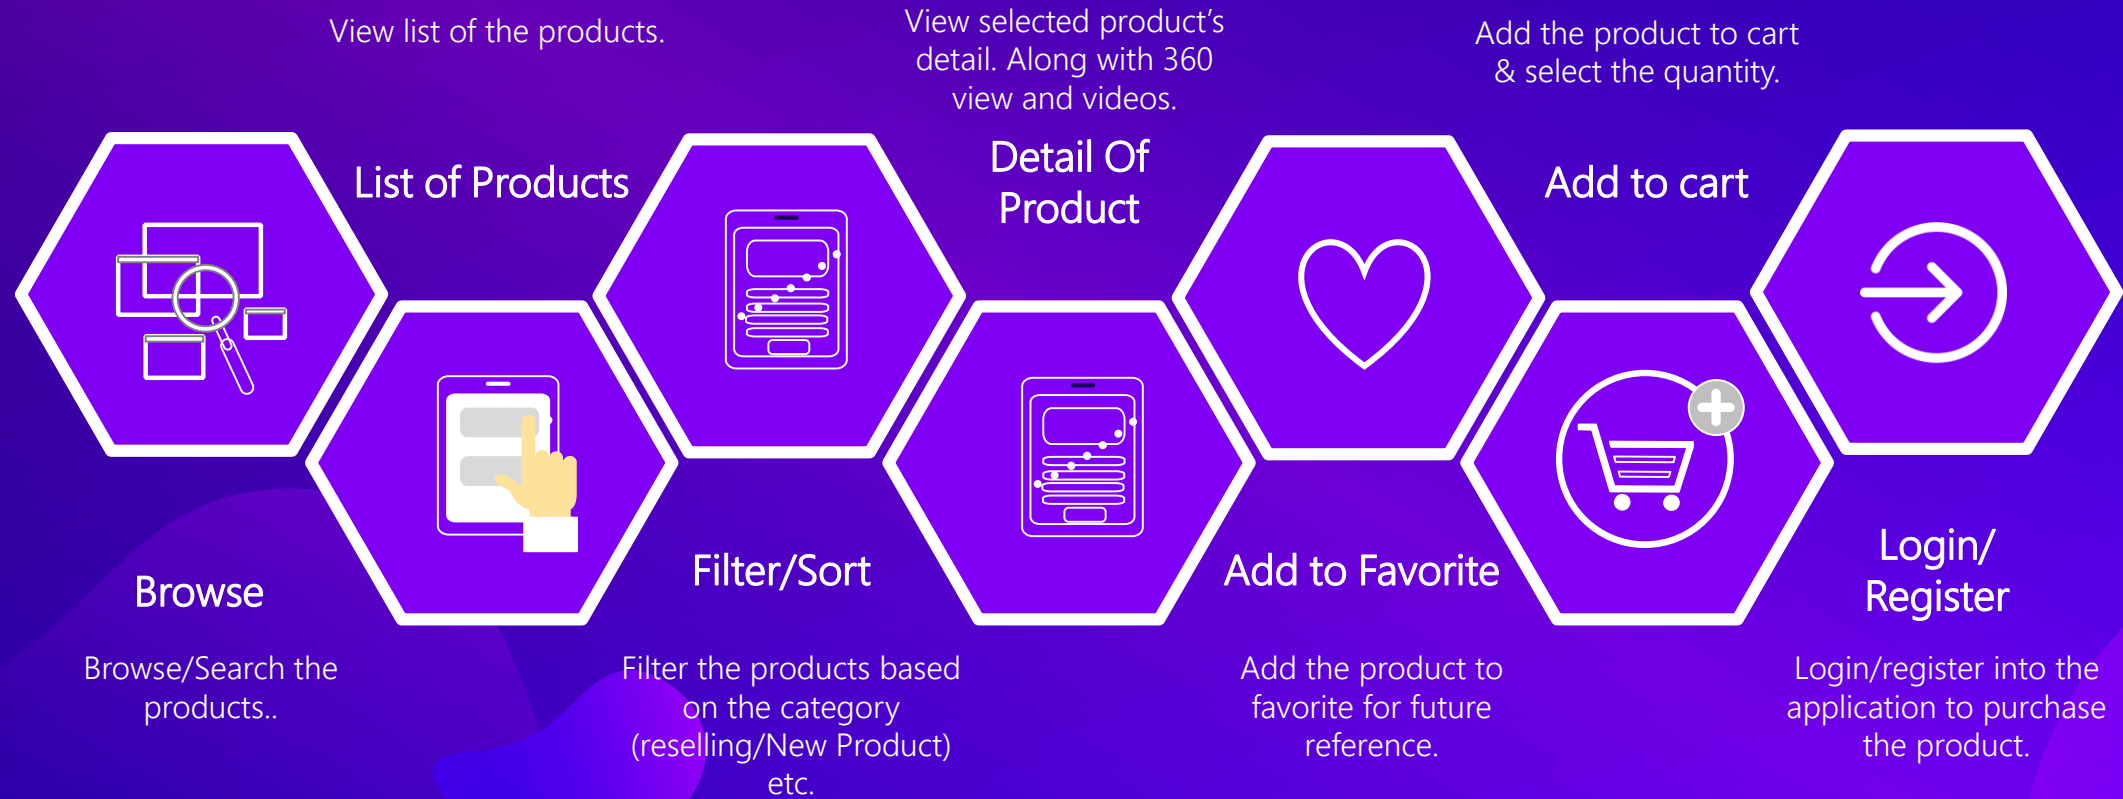 Browse
Browse/Search the
products..
View list of the products.
List of Products
Filter/Sort
Filter the products based
on the category
(reselling/New Product)
etc.
View selected product's
detail. Along with 360
view and videos.
Detail Of
Product
Add to Favorite
Add the product to
favorite for future
reference.
Add the product to cart
& select the quantity.
Add to cart
Login/
Register
Login/register into the
application to purchase
the product.